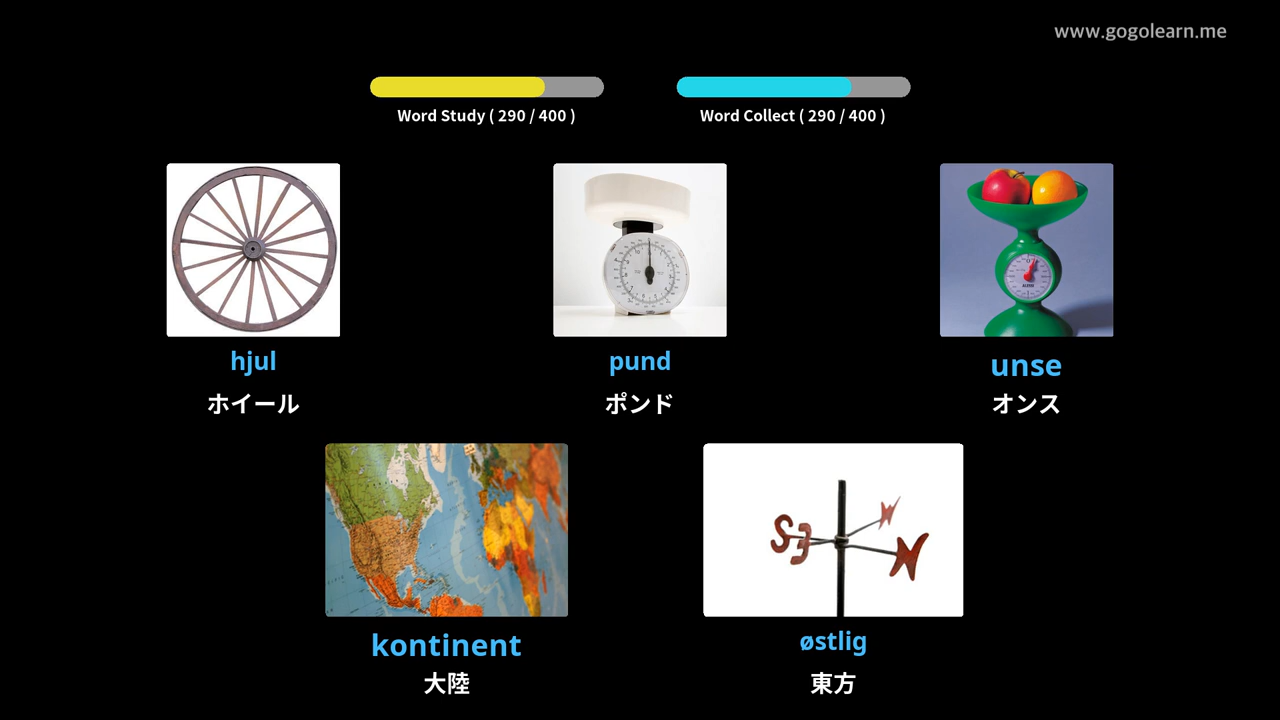 www.gogolearn.me
Word Study ( 290 / 400 )
Word Collect ( 290 / 400 )
hjul
ホイール
pund
ポンド
unse
オンス
kontinent
大陸
østlig
東方